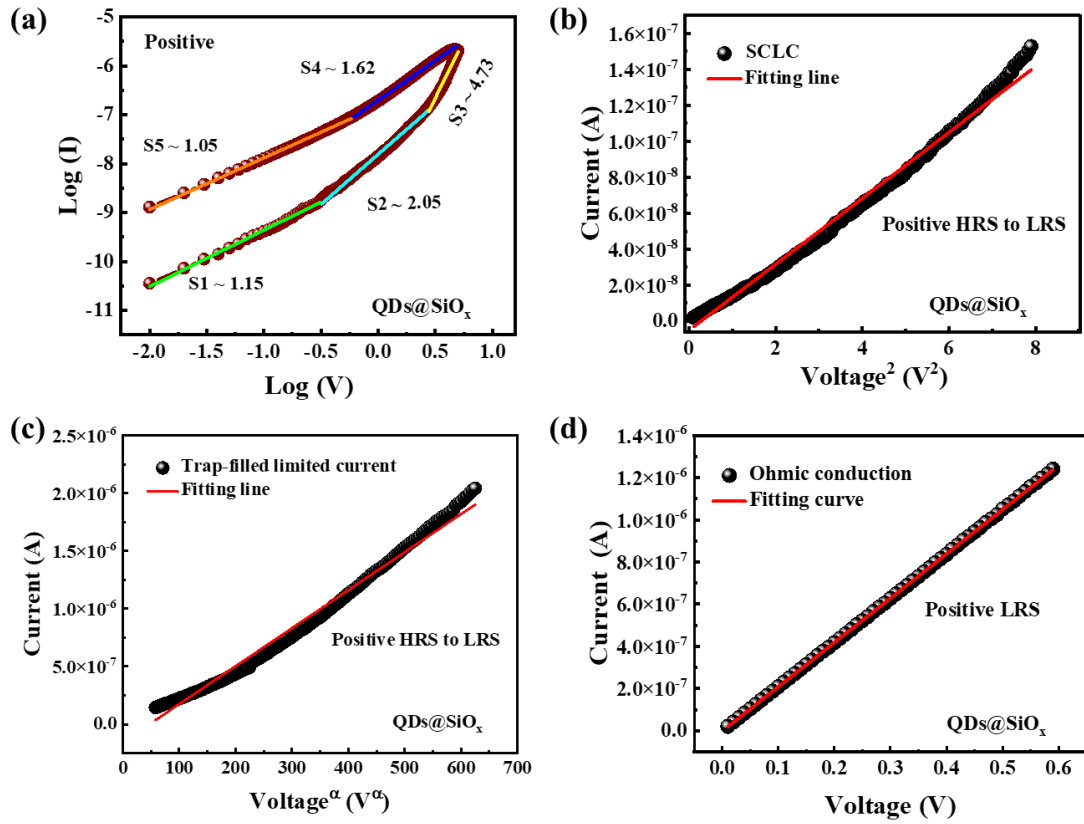 (a)
Positive
S4 ~ 1.62
S3 ~ 4.73
S5 ~ 1.05
S2 ~ 2.05
S1 ~ 1.15
QDs@SiOₓ
-5
-6
-7
-8
-9
-10
-11
Log (I)
-2.0 -1.5 -1.0 -0.5 0.0 0.5 1.0
Log (V)
(b)
SCLC
Fitting line
Positive HRS to LRS
QDs@SiOₓ
1.6×10⁻⁷
1.4×10⁻⁷
1.2×10⁻⁷
1.0×10⁻⁷
8.0×10⁻⁸
6.0×10⁻⁸
4.0×10⁻⁸
2.0×10⁻⁸
0.0
Current (A)
0 2 4 6 8
Voltage² (V²)
(c)
Trap-filled limited current
Fitting line
Positive HRS to LRS
QDs@SiOₓ
2.5×10⁻⁶
2.0×10⁻⁶
1.5×10⁻⁶
1.0×10⁻⁶
5.0×10⁻⁷
0.0
Current (A)
0 100 200 300 400 500 600 700
Voltage^α (V^α)
(d)
Ohmic conduction
Fitting curve
Positive LRS
QDs@SiOₓ
1.4×10⁻⁶
1.2×10⁻⁶
1.0×10⁻⁶
8.0×10⁻⁷
6.0×10⁻⁷
4.0×10⁻⁷
2.0×10⁻⁷
0.0
Current (A)
0.0 0.1 0.2 0.3 0.4 0.5 0.6
Voltage (V)